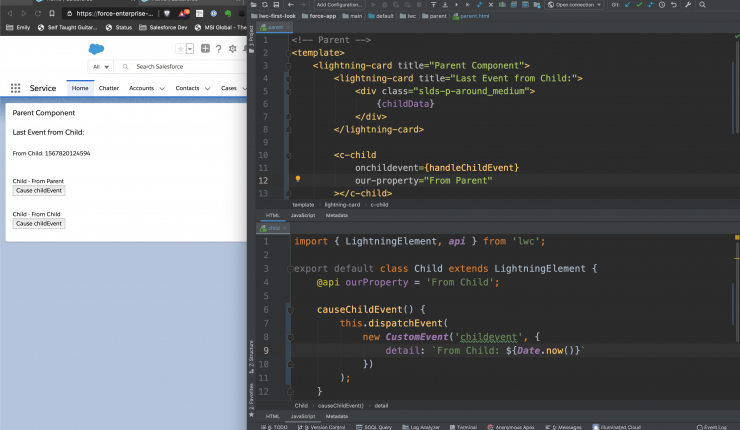 https://force-enterprise-...
Emily
Self Taught Guitar...
Status
Salesforce Dev
MSI Global - The
All
Search Salesforce
Service
Home
Chatter
Accounts
Contacts
Cases
Parent Component
Last Event from Child:
From Child: 1567820124594
Child - From Parent
Cause childEvent
Child - From Child
Cause childEvent
Add Configuration...
Open connection
lwc-first-look
force-app
main
default
lwc
parent
parent.html
1 <!-- Parent -->
2 <template>
3 <lightning-card title="Parent Component">
4 <lightning-card title="Last Event from Child:">
5 <div class="slds-p-around_medium">
6 {childData}
7 </div>
8 </lightning-card>
9
10 <c-child
11 onchildevent={handleChildEvent}
12 our-property="From Parent"
13 ></c-child>
template
lightning-card
c-child
HTML
JavaScript
Metadata
child
1 import { LightningElement, api } from 'lwc';
2
3 export default class Child extends LightningElement {
4 @api ourProperty = 'From Child';
5
6 causeChildEvent() {
7 this.dispatchEvent(
8 new CustomEvent('childevent', {
9 detail: `From Child: ${Date.now()}`
10 })
11 );
12 }
Child
causeChildEvent()
detail
HTML
JavaScript
Metadata
Z: Structure
2: Favorites
6: TODO
9: Version Control
SOQL Query
Log Analyzer
Terminal
Anonymous Apex
0: Messages
Illuminated Cloud
Event Log